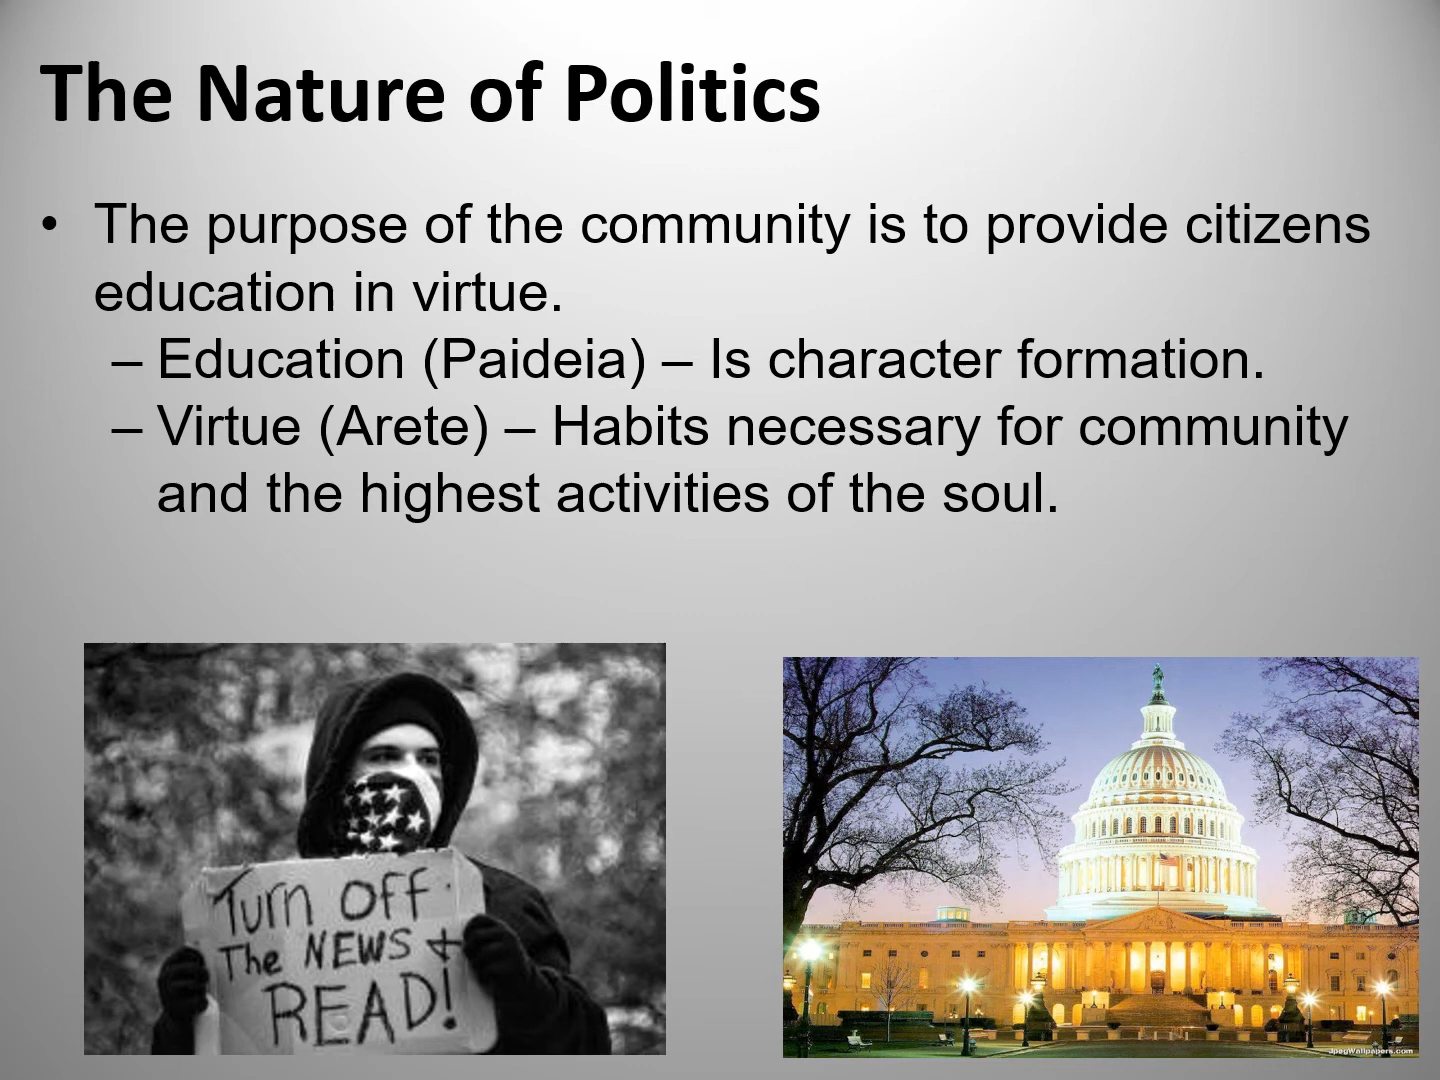 The Nature of Politics
• The purpose of the community is to provide citizens
education in virtue.
– Education (Paideia) – Is character formation.
– Virtue (Arete) – Habits necessary for community
and the highest activities of the soul.
Turn OFF
The NEWS &
READ!
JpegWallpapers.com